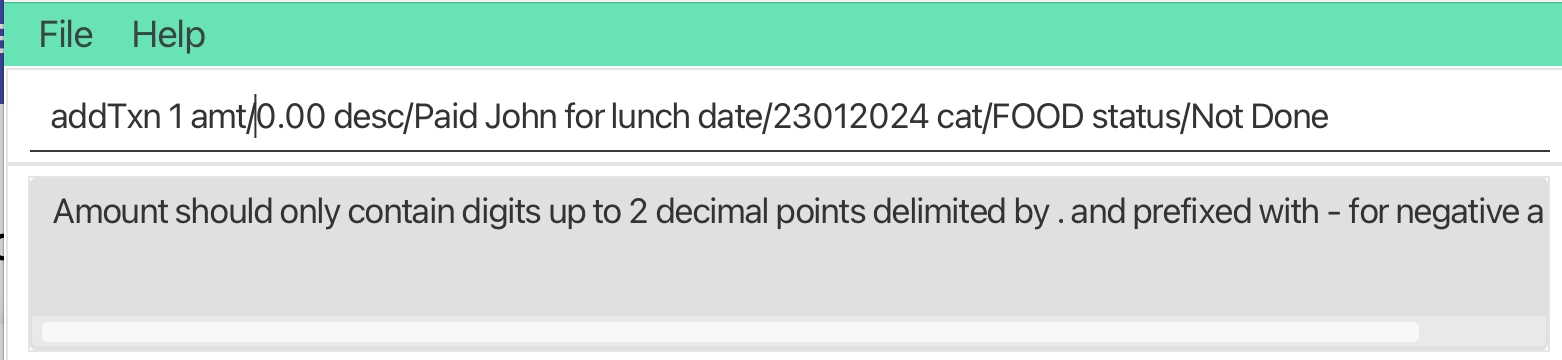 File Help
addTxn 1 amt/0.00 desc/Paid John for lunch date/23012024 cat/FOOD status/Not Done
Amount should only contain digits up to 2 decimal points delimited by . and prefixed with - for negative a